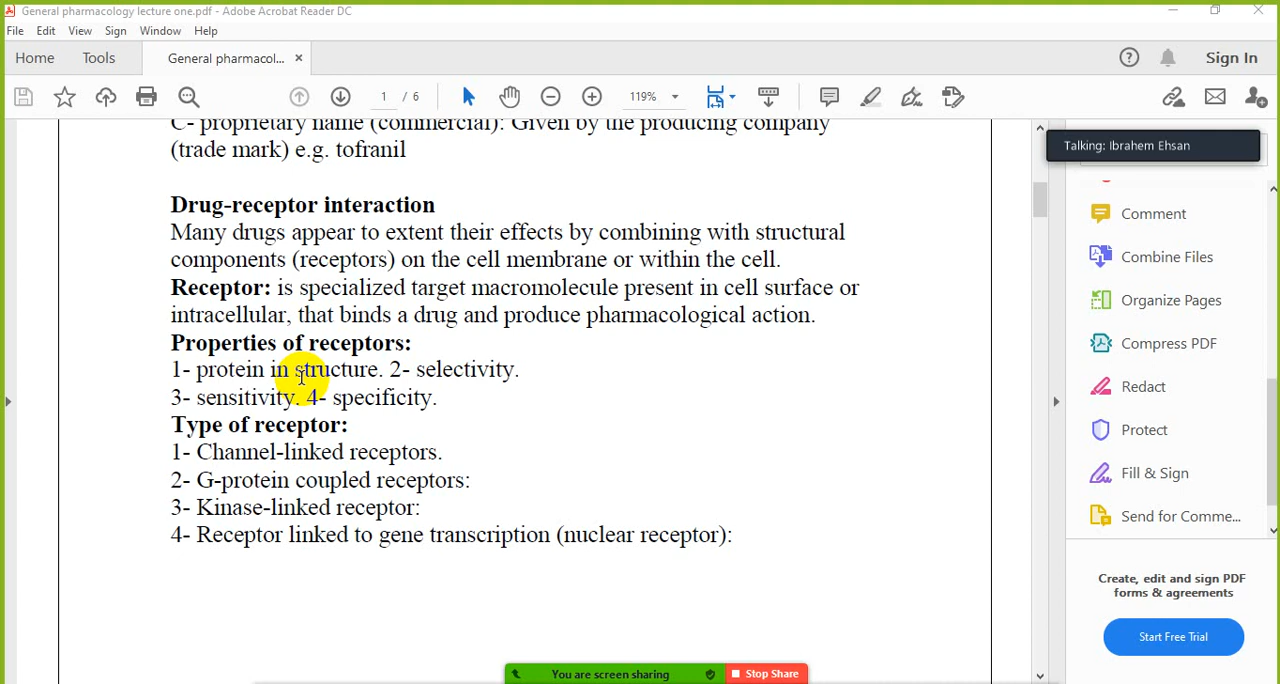 General pharmacology lecture one.pdf - Adobe Acrobat Reader DC
File Edit View Sign Window Help
Home Tools General pharmacol... × Sign In
1 / 6 119%
C- proprietary name (commercial): Given by the producing company
(trade mark) e.g. tofranil
Talking: Ibrahem Ehsan
Drug-receptor interaction
Many drugs appear to extent their effects by combining with structural
components (receptors) on the cell membrane or within the cell.
Receptor: is specialized target macromolecule present in cell surface or
intracellular, that binds a drug and produce pharmacological action.
Properties of receptors:
1- protein in structure. 2- selectivity.
3- sensitivity. 4- specificity.
Type of receptor:
1- Channel-linked receptors.
2- G-protein coupled receptors:
3- Kinase-linked receptor:
4- Receptor linked to gene transcription (nuclear receptor):
Comment
Combine Files
Organize Pages
Compress PDF
Redact
Protect
Fill & Sign
Send for Comme...
Create, edit and sign PDF
forms & agreements
Start Free Trial
You are screen sharing Stop Share